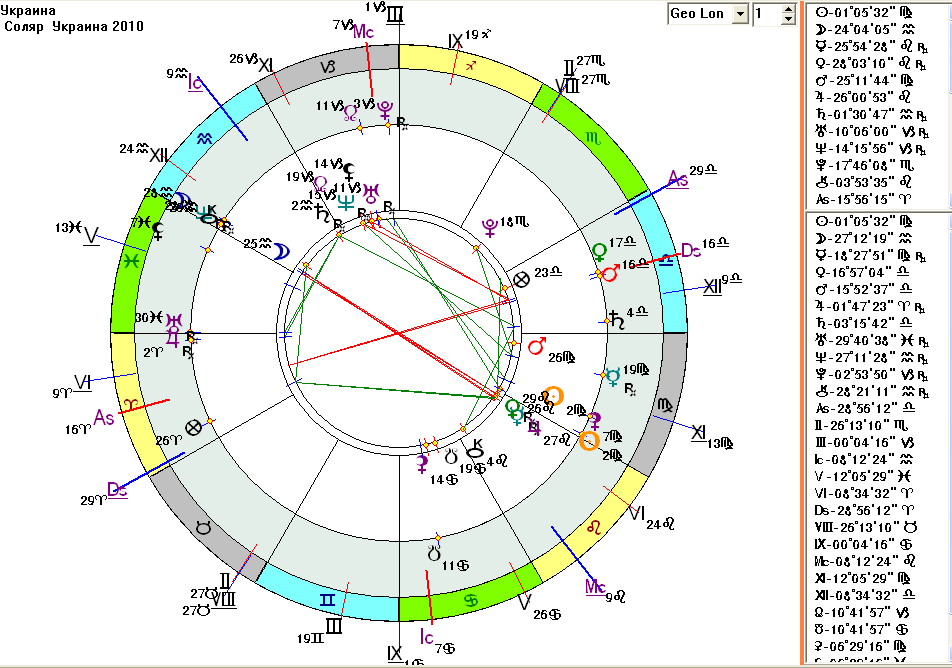 Украина
Соляр Украина 2010
Geo Lon
1
☉-01°05'32" ♍
☽-24°04'05" ♒
☿-25°54'28" ♌ ℞
♀-28°03'10" ♌ ℞
♂-25°11'44" ♍
♃-26°00'53" ♌
♄-01°30'47" ♒ ℞
♅-10°06'00" ♑ ℞
♆-14°15'56" ♑ ℞
♇-17°46'08" ♏
⚷-03°53'35" ♌
As-15°56'15" ♈
☉-01°05'32" ♍
☽-27°12'19" ♒
☿-18°27'51" ♍ ℞
♀-16°57'04" ♎
♂-15°52'37" ♎
♃-01°47'23" ♈ ℞
♄-03°15'42" ♎
♅-29°40'38" ♓ ℞
♆-27°11'28" ♒ ℞
♇-02°53'50" ♑ ℞
⚷-28°21'11" ♒ ℞
As-28°56'12" ♎
II-26°13'10" ♏
III-00°04'16" ♑
Ic-08°12'24" ♒
V-12°05'29" ♓
VI-08°34'32" ♈
Ds-28°56'12" ♈
VIII-26°13'10" ♉
IX-00°04'16" ♋
Mc-08°12'24" ♌
XI-12°05'29" ♍
XII-08°34'32" ♎
☊-10°41'57" ♑
☋-10°41'57" ♋
1♑ III
7♑ Mc
IX 19♐
26♑ XI
II 27♏
VIII 27♏
9♒ Ic
24♒ XII
As 29♎
Ds 16♎
XII 9♎
13♓ V
7♓
11♑ ☊
3♑ ♇ ℞
14♑
19♑ ☊
11♑ ♅
15♑ ♆
2♒ ♄
25♒ ☽
♇ 18♏
⊗ 23♎
♀ 17♎
♂ 16♎
♄ 4♎
30♓ ♅ ℞
2♈ ♃ ℞
♂ 26♍
☿ 19♍ ℞
9♈ VI
As 16♈
26♈ ⊗
29♈ Ds
29♌
26♌
27♌
2♍
7♍
2♍
XI 13♍
VI 24♌
14♋
☋ 19♋
⚷ 4♌
☋ 11♋
27♉ II
27♉ VIII
19♊ III
IX 1♋
Ic 7♋
V 26♋
Mc 9♌